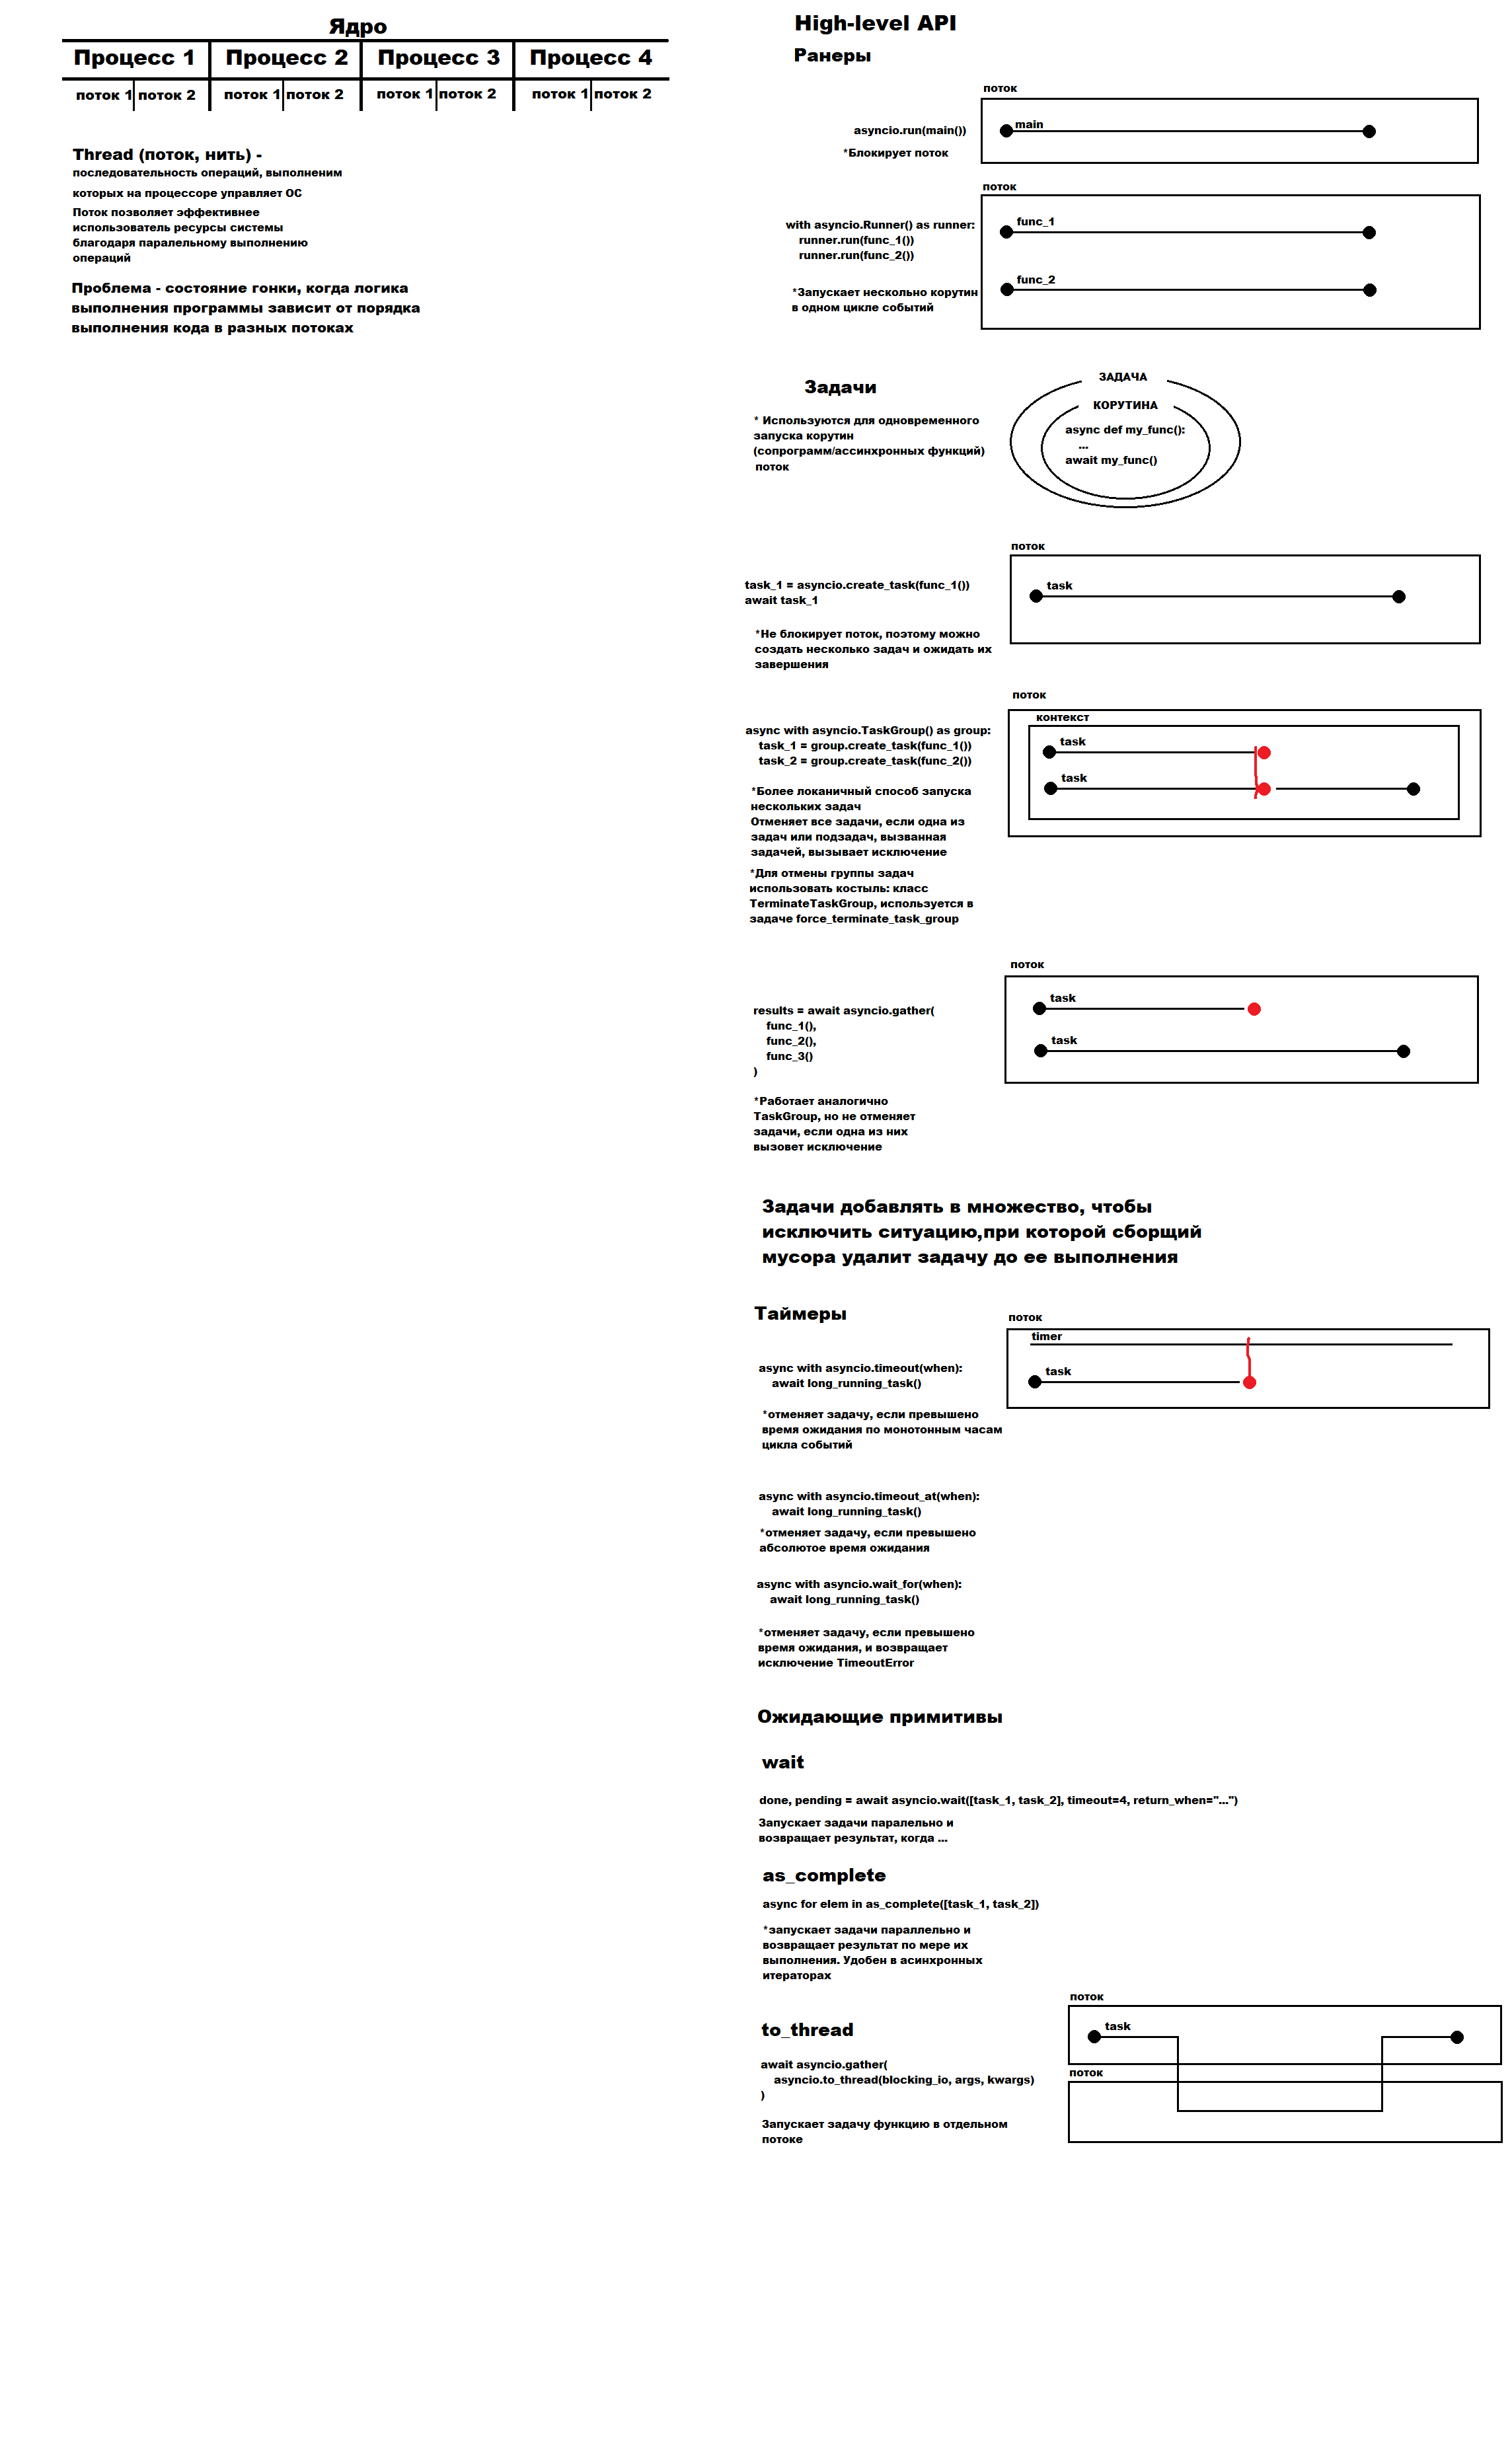 Ядро
Процесс 1 Процесс 2 Процесс 3 Процесс 4
поток 1 поток 2 поток 1 поток 2 поток 1 поток 2 поток 1 поток 2
Thread (поток, нить) -
последовательность операций, выполним
которых на процессоре управляет ОС
Поток позволяет эффективнее
использователь ресурсы системы
благодаря паралельному выполнению
операций
Проблема - состояние гонки, когда логика
выполнения программы зависит от порядка
выполнения кода в разных потоках
High-level API
Ранеры
поток
main
asyncio.run(main())
*Блокирует поток
поток
func_1
with asyncio.Runner() as runner:
runner.run(func_1())
runner.run(func_2())
func_2
*Запускает нескольно корутин
в одном цикле событий
Задачи
ЗАДАЧА
КОРУТИНА
async def my_func():
...
await my_func()
* Используются для одновременного
запуска корутин
(сопрограмм/ассинхронных функций)
поток
поток
task
task_1 = asyncio.create_task(func_1())
await task_1
*Не блокирует поток, поэтому можно
создать несколько задач и ожидать их
завершения
поток
контекст
task
task
async with asyncio.TaskGroup() as group:
task_1 = group.create_task(func_1())
task_2 = group.create_task(func_2())
*Более локаничный способ запуска
нескольких задач
Отменяет все задачи, если одна из
задач или подзадач, вызванная
задачей, вызывает исключение
*Для отмены группы задач
использовать костыль: класс
TerminateTaskGroup, используется в
задаче force_terminate_task_group
поток
task
task
results = await asyncio.gather(
func_1(),
func_2(),
func_3()
)
*Работает аналогично
TaskGroup, но не отменяет
задачи, если одна из них
вызовет исключение
Задачи добавлять в множество, чтобы
исключить ситуацию,при которой сборщий
мусора удалит задачу до ее выполнения
Таймеры
поток
timer
task
async with asyncio.timeout(when):
await long_running_task()
*отменяет задачу, если превышено
время ожидания по монотонным часам
цикла событий
async with asyncio.timeout_at(when):
await long_running_task()
*отменяет задачу, если превышено
абсолютое время ожидания
async with asyncio.wait_for(when):
await long_running_task()
*отменяет задачу, если превышено
время ожидания, и возвращает
исключение TimeoutError
Ожидающие примитивы
wait
done, pending = await asyncio.wait([task_1, task_2], timeout=4, return_when="...")
Запускает задачи паралельно и
возвращает результат, когда ...
as_complete
async for elem in as_complete([task_1, task_2])
*запускает задачи параллельно и
возвращает результат по мере их
выполнения. Удобен в асинхронных
итераторах
to_thread
поток
task
поток
await asyncio.gather(
asyncio.to_thread(blocking_io, args, kwargs)
)
Запускает задачу функцию в отдельном
потоке